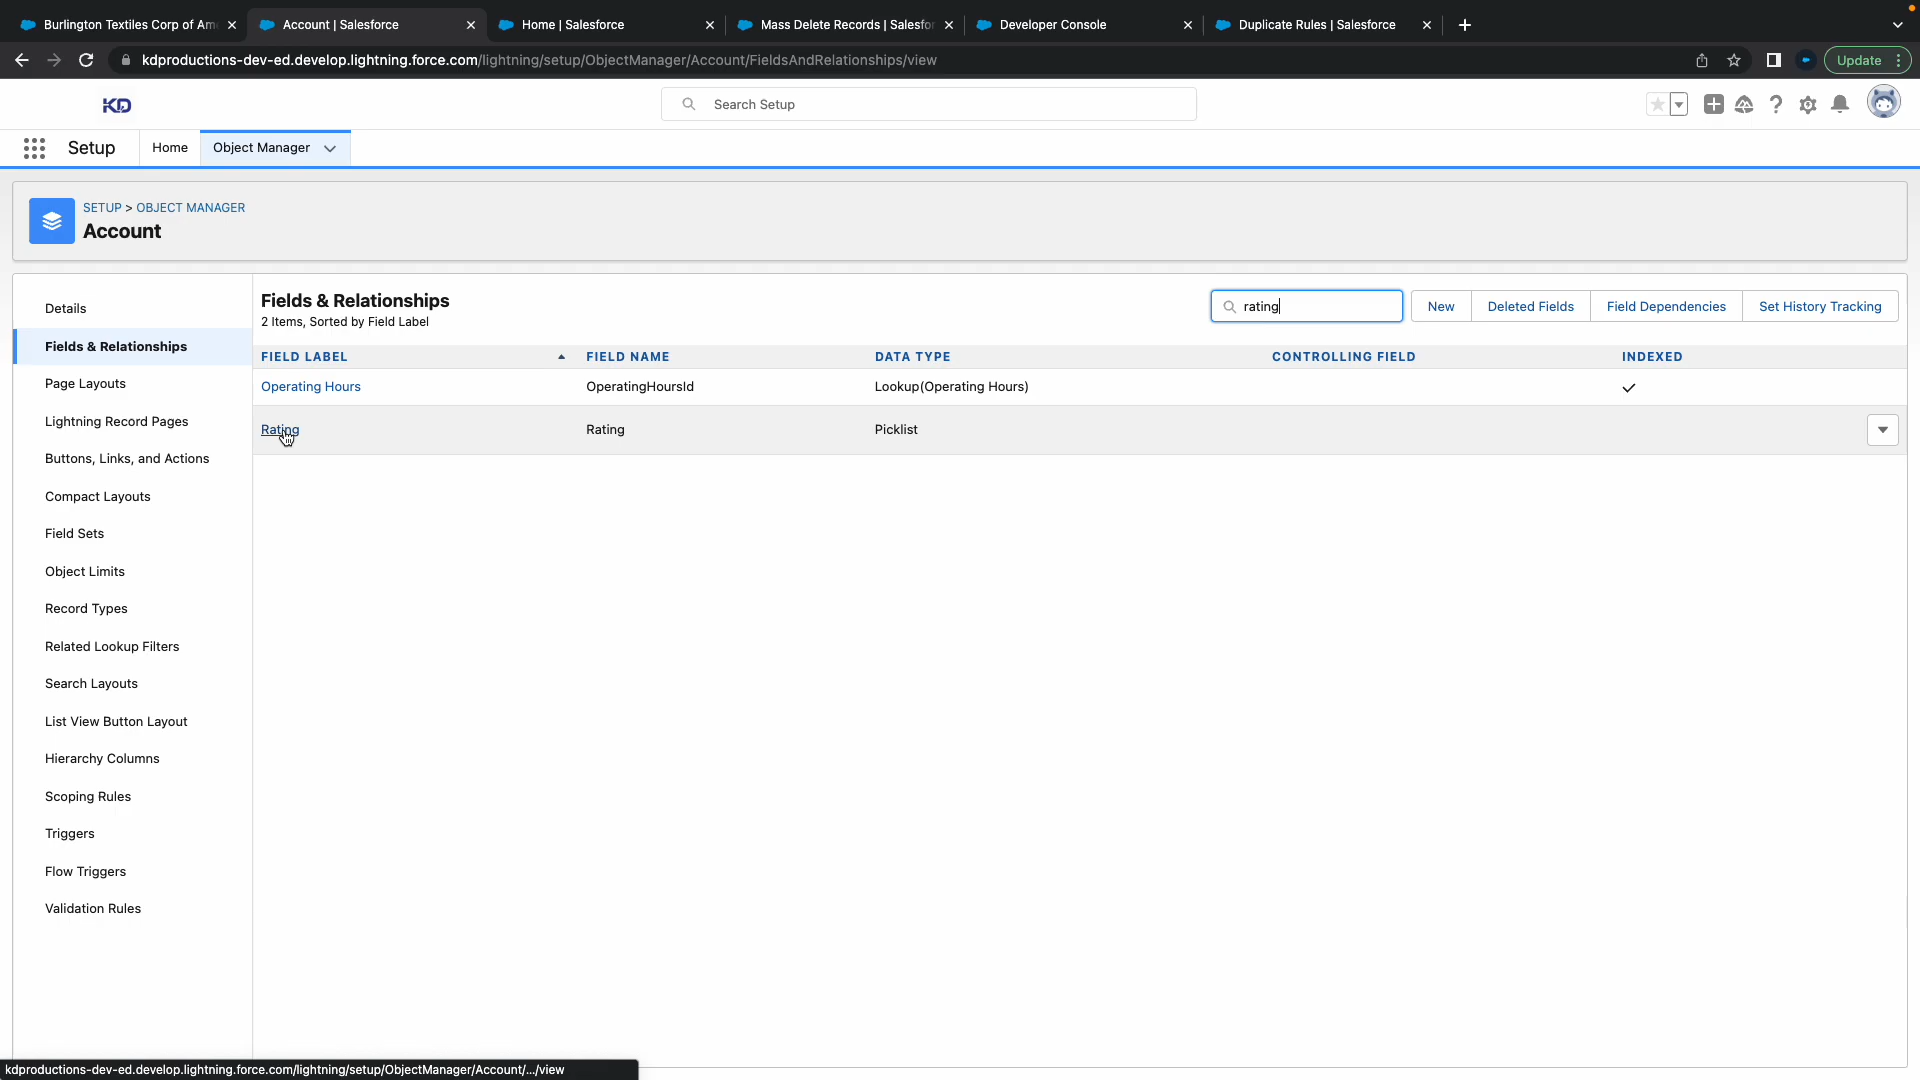 Burlington Textiles Corp of Am
Account | Salesforce
Home | Salesforce
Mass Delete Records | Salesfor
Developer Console
Duplicate Rules | Salesforce
kdproductions-dev-ed.develop.lightning.force.com/lightning/setup/ObjectManager/Account/FieldsAndRelationships/view
Update
KD
Search Setup
Setup
Home
Object Manager
SETUP > OBJECT MANAGER
Account
Details
Fields & Relationships
Page Layouts
Lightning Record Pages
Buttons, Links, and Actions
Compact Layouts
Field Sets
Object Limits
Record Types
Related Lookup Filters
Search Layouts
List View Button Layout
Hierarchy Columns
Scoping Rules
Triggers
Flow Triggers
Validation Rules
Fields & Relationships
2 Items, Sorted by Field Label
rating
New
Deleted Fields
Field Dependencies
Set History Tracking
FIELD LABEL FIELD NAME DATA TYPE CONTROLLING FIELD INDEXED
Operating Hours OperatingHoursId Lookup(Operating Hours)
Rating Rating Picklist
kdproductions-dev-ed.develop.lightning.force.com/lightning/setup/ObjectManager/Account/.../view